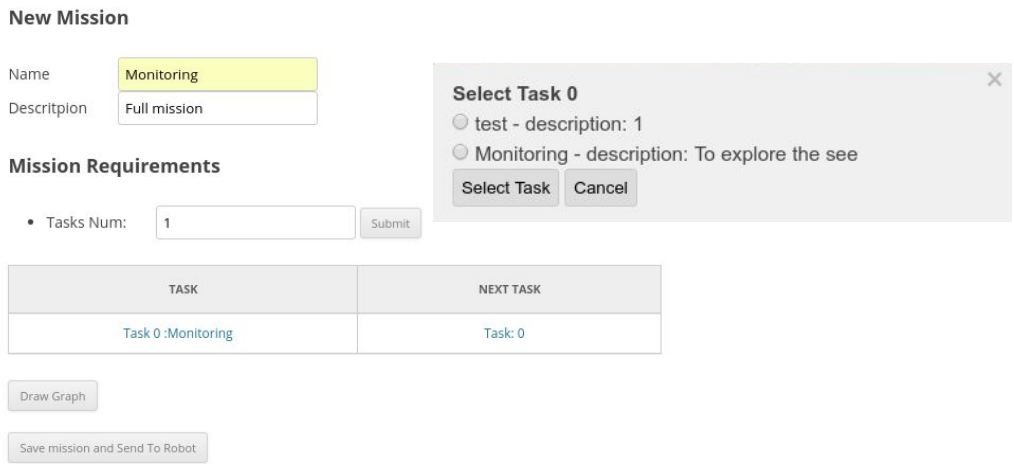 New Mission
Name Monitoring
Descritpion Full mission
Mission Requirements
• Tasks Num: 1 Submit
TASK NEXT TASK
Task 0 :Monitoring Task: 0
Draw Graph
Save mission and Send To Robot
×
Select Task 0
test - description: 1
Monitoring - description: To explore the see
Select Task Cancel